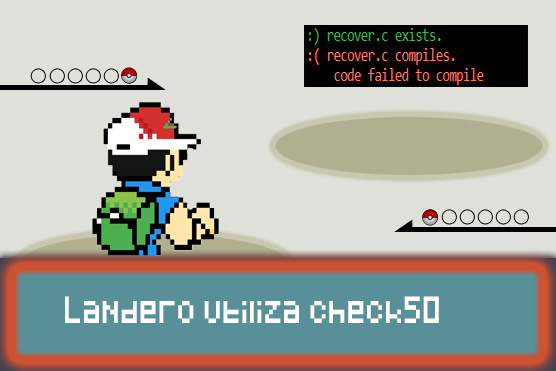 :) recover.c exists.
:( recover.c compiles.
code failed to compile
Landero utiliza check50